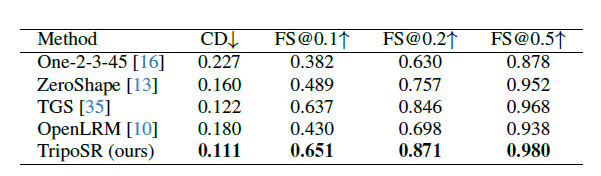 Method CD↓ FS@0.1↑ FS@0.2↑ FS@0.5↑
One-2-3-45 [16] 0.227 0.382 0.630 0.878
ZeroShape [13] 0.160 0.489 0.757 0.952
TGS [35] 0.122 0.637 0.846 0.968
OpenLRM [10] 0.180 0.430 0.698 0.938
TripoSR (ours) 0.111 0.651 0.871 0.980